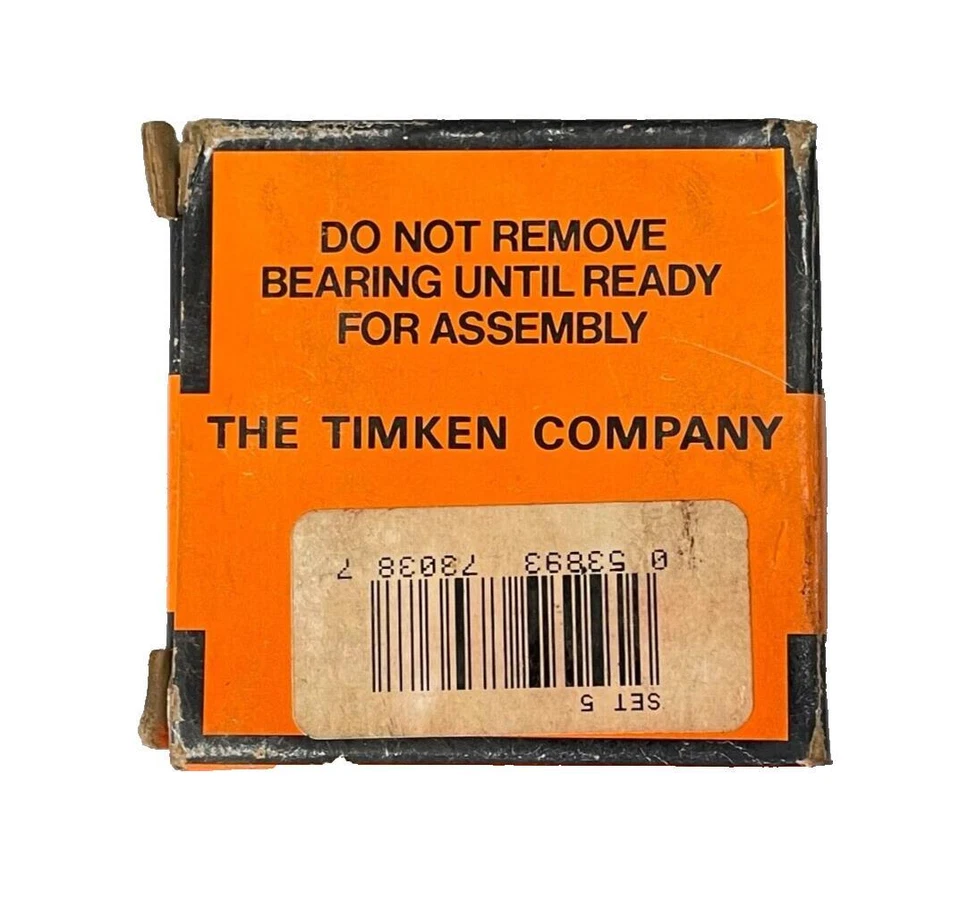 DO NOT REMOVE
BEARING UNTIL READY
FOR ASSEMBLY
THE TIMKEN COMPANY
SET 5
0 53893 73038 7